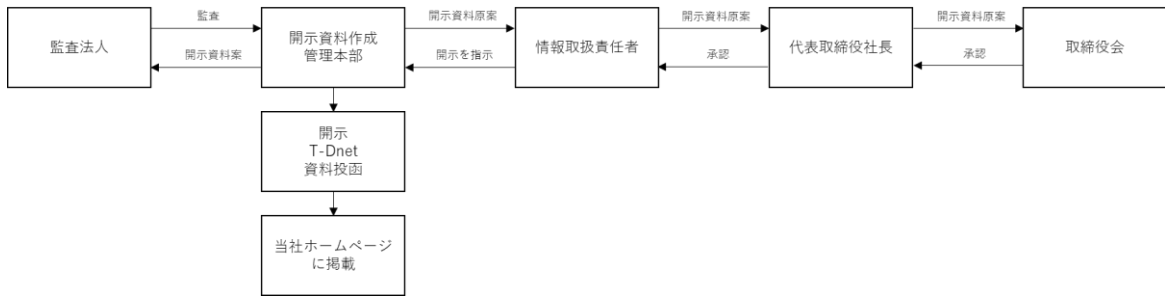 監査
開示資料原案
開示資料原案
開示資料原案
監査法人
開示資料作成
管理本部
情報取扱責任者
代表取締役社長
取締役会
開示資料案
開示を指示
承認
承認
開示
T-Dnet
資料投函
当社ホームページ
に掲載